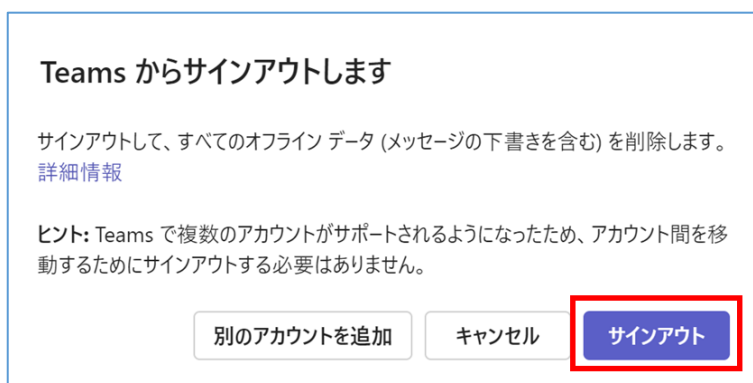 Teams からサインアウトします
サインアウトして、すべてのオフライン データ (メッセージの下書きを含む) を削除します。
詳細情報
ヒント: Teams で複数のアカウントがサポートされるようになったため、アカウント間を移
動するためにサインアウトする必要はありません。
別のアカウントを追加 キャンセル サインアウト